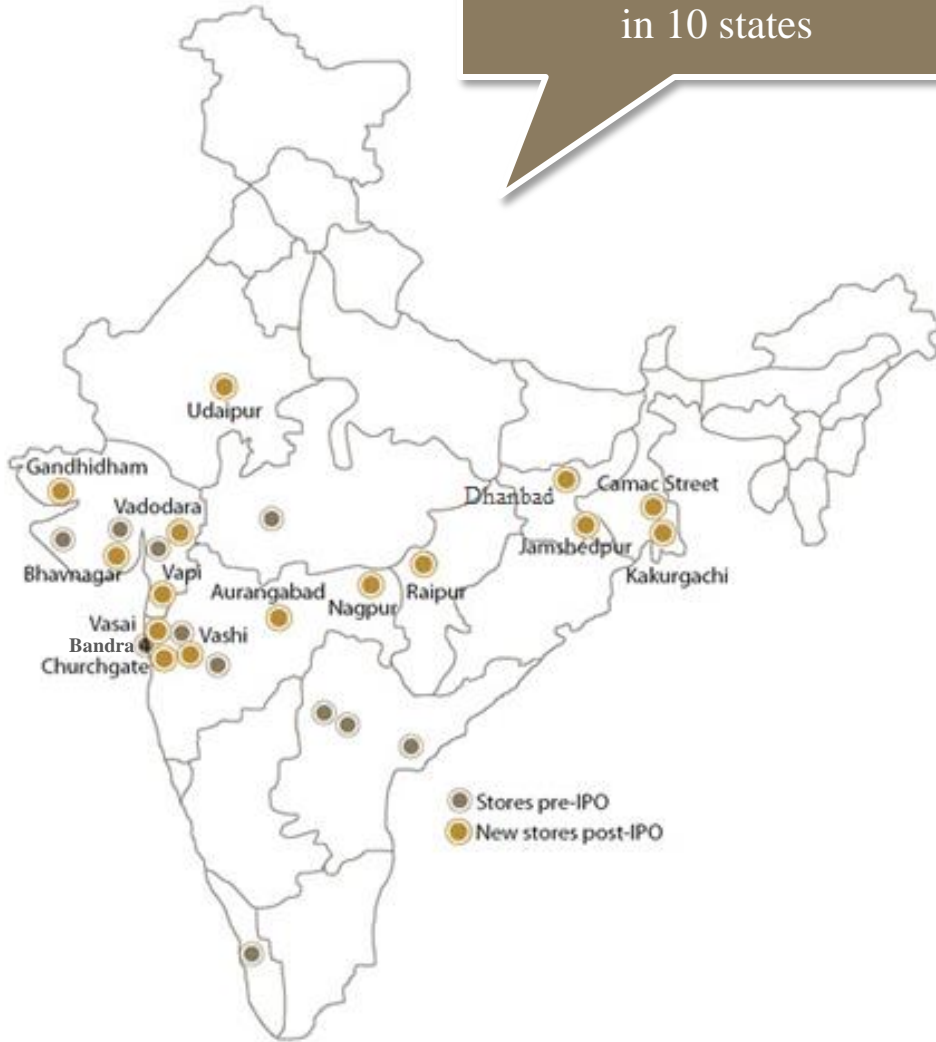 in 10 states
Udaipur
Gandhidham
Vadodara
Dhanbad
Camac Street
Bhavnagar
Vapi
Aurangabad
Nagpur
Raipur
Jamshedpur
Kakurgachi
Vasai
Vashi
Bandra
Churchgate
Stores pre-IPO
New stores post-IPO